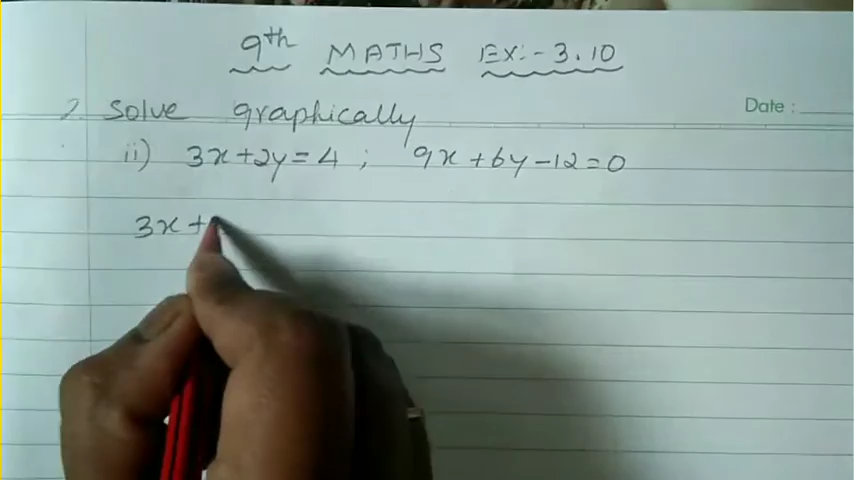 9th MATHS EX:- 3.10
Date :
2. Solve graphically
ii) 3x+2y=4 ; 9x+6y-12=0
3x+